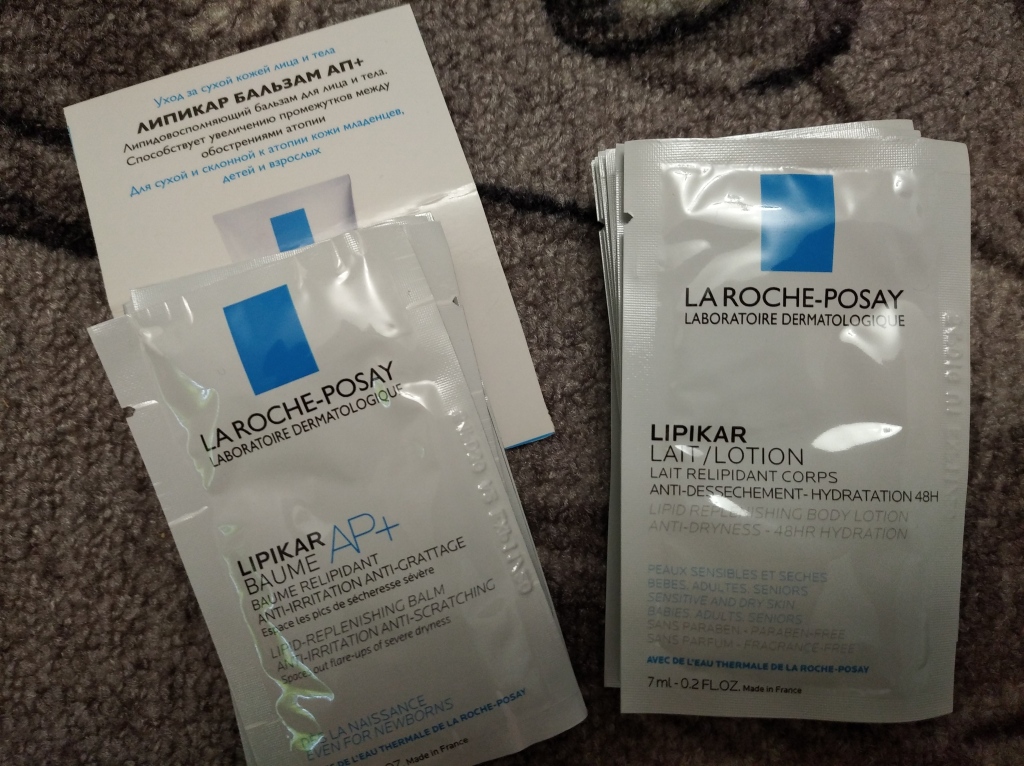 Уход за сухой кожей лица и тела
ЛИПИКАР БАЛЬЗАМ АП+
Липидовосполняющий бальзам для лица и тела.
Способствует увеличению промежутков между
обострениями атопии
Для сухой и склонной к атопии кожи младенцев,
детей и взрослых
LA ROCHE-POSAY
LABORATOIRE DERMATOLOGIQUE
LIPIKAR
BAUME AP+
BAUME RELIPIDANT
ANTI-IRRITATION ANTI-GRATTAGE
Espace les pics de sécheresse sévère
LIPID-REPLENISHING BALM
ANTI-IRRITATION ANTI-SCRATCHING
Spaces out flare-ups of severe dryness
LA NAISSANCE
EVEN FOR NEWBORNS
DE L'EAU THERMALE DE LA ROCHE-POSAY
Made in France
LA ROCHE-POSAY
LABORATOIRE DERMATOLOGIQUE
LIPIKAR
LAIT/LOTION
LAIT RELIPIDANT CORPS
ANTI-DESSECHEMENT- HYDRATATION 48H
LIPID REPLENISHING BODY LOTION
ANTI-DRYNESS - 48HR HYDRATION
PEAUX SENSIBLES ET SECHES
BEBES, ADULTES, SENIORS
SENSITIVE AND DRY SKIN
BABIES, ADULTS, SENIORS
SANS PARABEN - PARABEN-FREE
SANS PARFUM - FRAGRANCE-FREE
AVEC DE L'EAU THERMALE DE LA ROCHE-POSAY
7 ml - 0.2 FL.OZ. Made in France